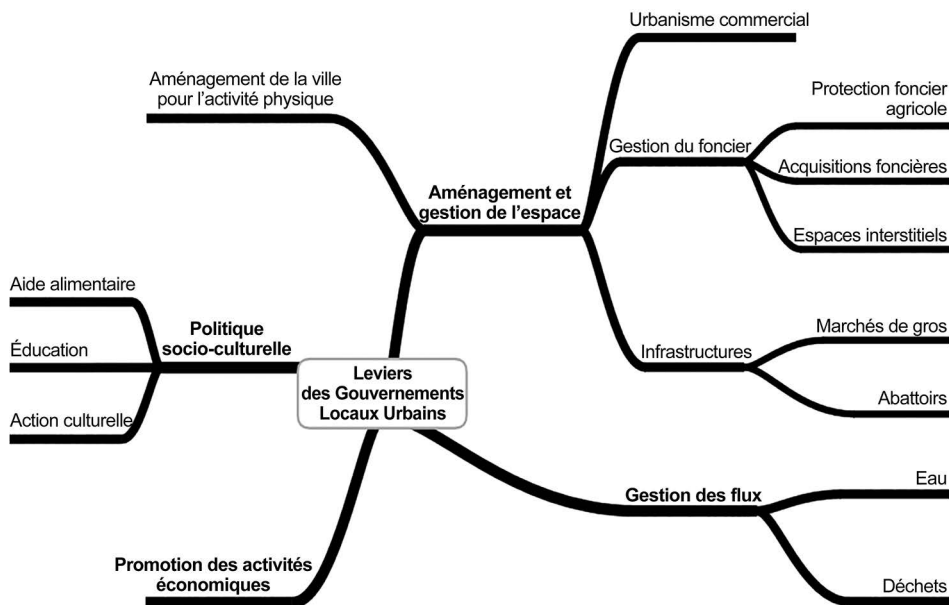 Urbanisme commercial
Aménagement de la ville
pour l’activité physique
Protection foncier
agricole
Gestion du foncier
Acquisitions foncières
Aménagement et
gestion de l’espace
Espaces interstitiels
Aide alimentaire
Politique
socio-culturelle
Éducation
Action culturelle
Leviers
des Gouvernements
Locaux Urbains
Infrastructures
Marchés de gros
Abattoirs
Gestion des flux
Eau
Déchets
Promotion des activités
économiques